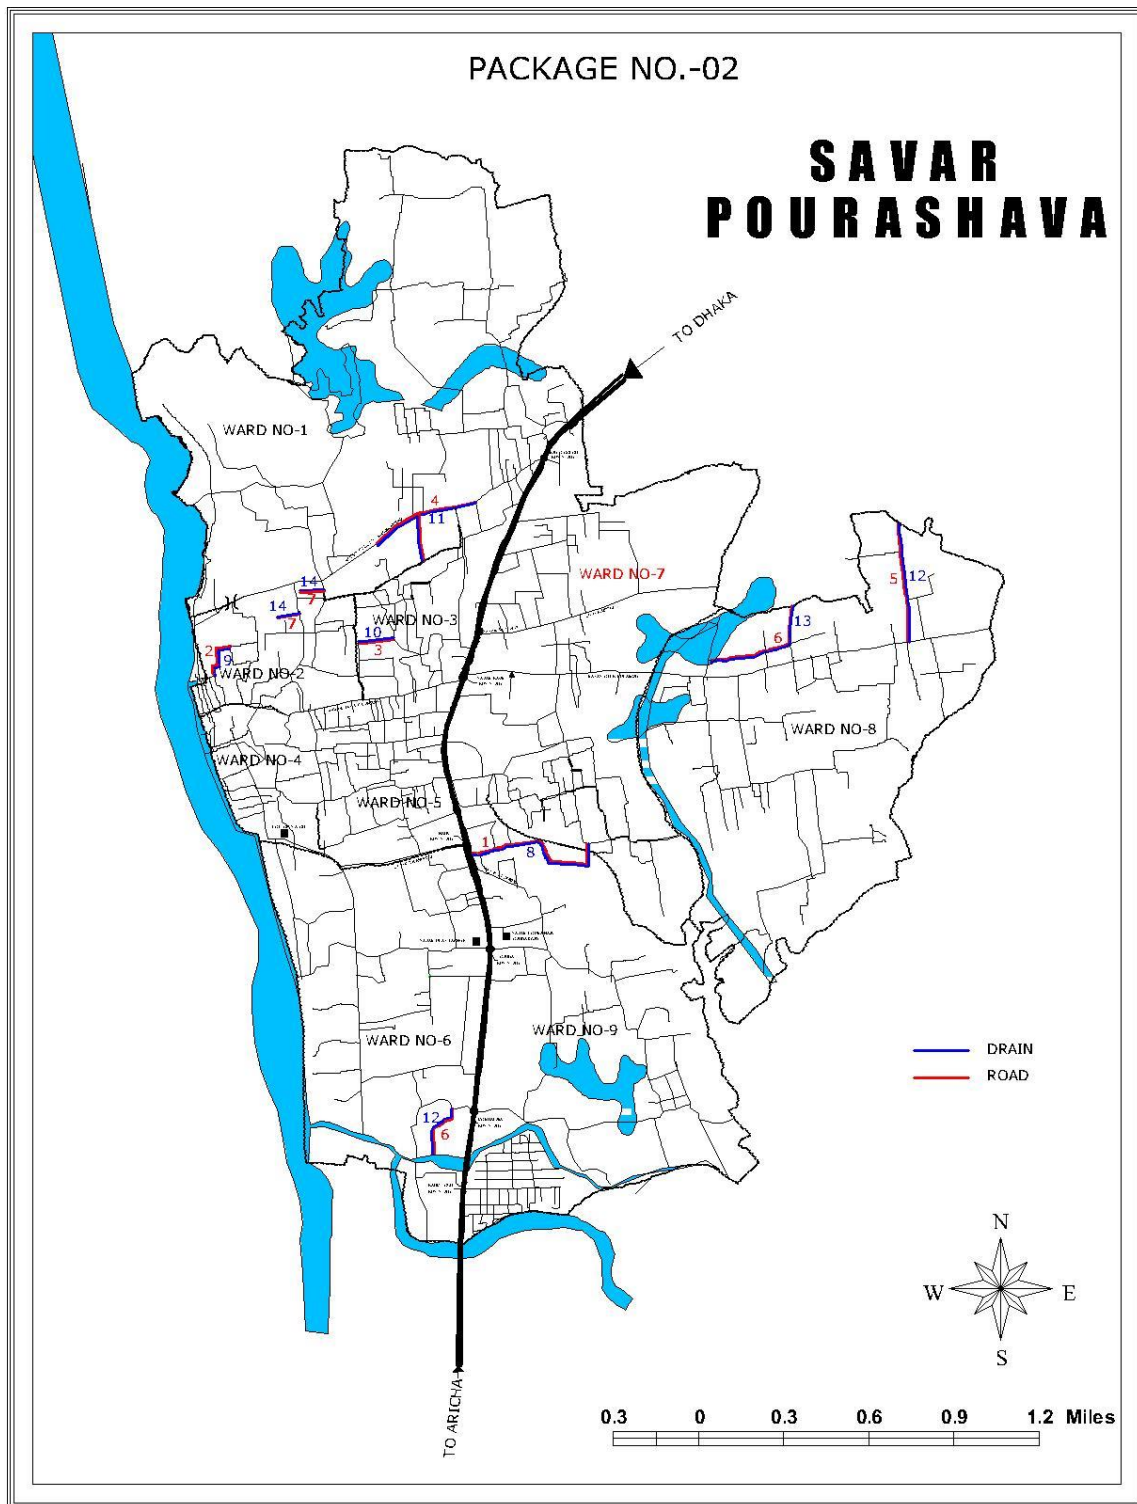 PACKAGE NO.-02
SAVAR
POURASHAVA
TO DHAKA
WARD NO-1
4
11
WARD NO-7
5
12
14
7
14
7
WARD NO-3
10
3
13
6
2
9
WARD NO-2
WARD NO-8
WARD NO-4
WARD NO-5
1
8
WARD NO-6
WARD NO-9
DRAIN
ROAD
12
6
N
W
E
S
TO ARICHA
0.3 0 0.3 0.6 0.9 1.2 Miles